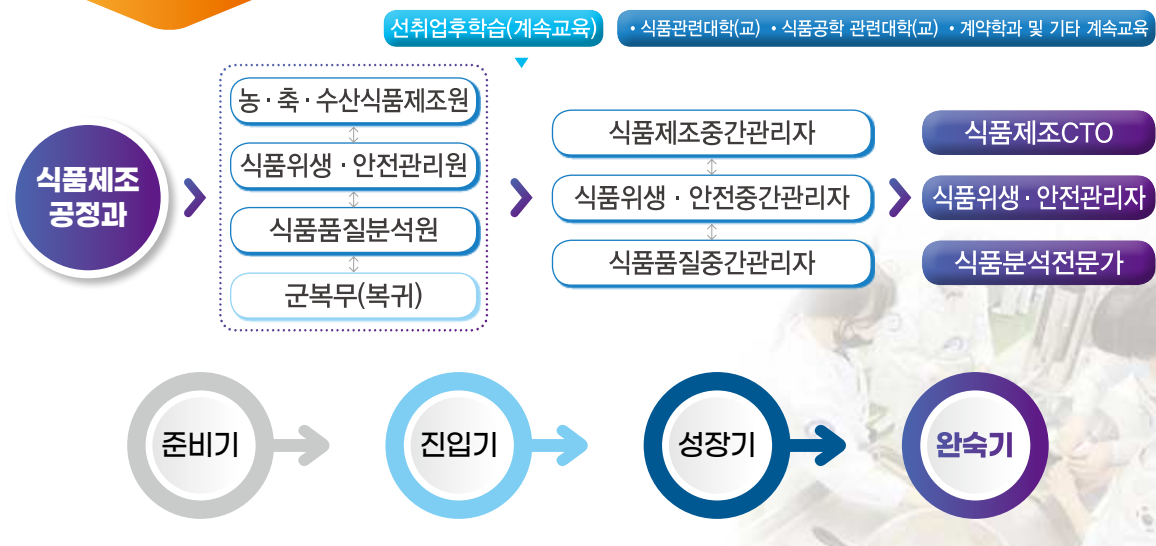 선취업후학습(계속교육)
• 식품관련대학(교) • 식품공학 관련대학(교) • 계약학과 및 기타 계속교육
식품제조
공정과
농·축·수산식품제조원
식품위생·안전관리원
식품품질분석원
군복무(복귀)
식품제조중간관리자
식품위생·안전중간관리자
식품품질중간관리자
식품제조CTO
식품위생·안전관리자
식품분석전문가
준비기
진입기
성장기
완숙기